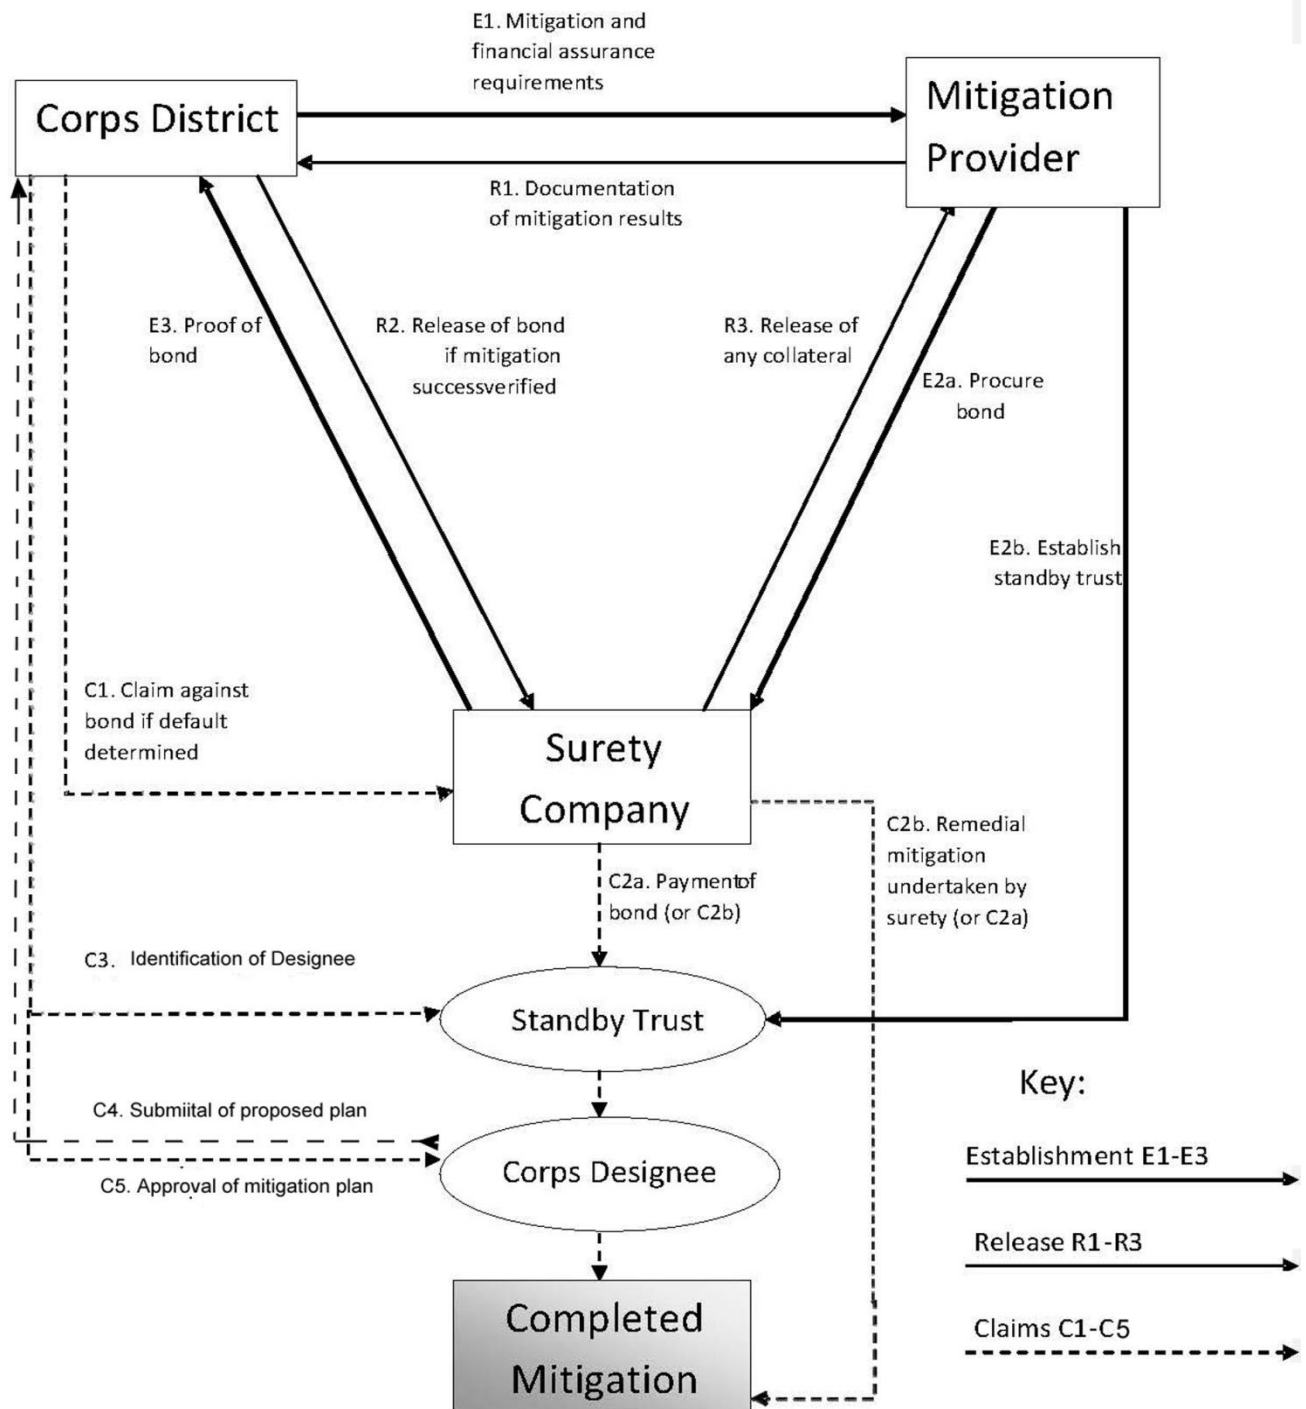 E1. Mitigation and
financial assurance
requirements
Corps District
Mitigation
Provider
R1. Documentation
of mitigation results
E3. Proof of
bond
R2. Release of bond
if mitigation
successverified
R3. Release of
any collateral
E2a. Procure
bond
E2b. Establish
standby trust
C1. Claim against
bond if default
determined
Surety
Company
C2b. Remedial
mitigation
undertaken by
surety (or C2a)
C2a. Paymentof
bond (or C2b)
C3. Identification of Designee
Standby Trust
Key:
C4. Submiital of proposed plan
Corps Designee
C5. Approval of mitigation plan
Establishment E1-E3
Release R1-R3
Claims C1-C5
Completed
Mitigation